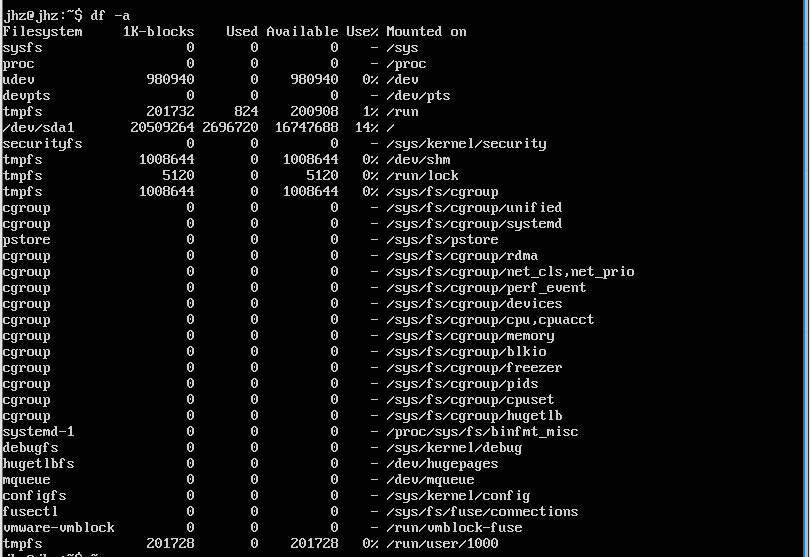 jhz@jhz:~$ df -a
Filesystem     1K-blocks    Used Available Use% Mounted on
sysfs                  0       0         0    - /sys
proc                   0       0         0    - /proc
udev              980940       0    980940   0% /dev
devpts                 0       0         0    - /dev/pts
tmpfs             201732     824    200908   1% /run
/dev/sda1       20509264 2696720  16747688  14% /
securityfs             0       0         0    - /sys/kernel/security
tmpfs            1008644       0   1008644   0% /dev/shm
tmpfs               5120       0      5120   0% /run/lock
tmpfs            1008644       0   1008644   0% /sys/fs/cgroup
cgroup                 0       0         0    - /sys/fs/cgroup/unified
cgroup                 0       0         0    - /sys/fs/cgroup/systemd
pstore                 0       0         0    - /sys/fs/pstore
cgroup                 0       0         0    - /sys/fs/cgroup/rdma
cgroup                 0       0         0    - /sys/fs/cgroup/net_cls,net_prio
cgroup                 0       0         0    - /sys/fs/cgroup/perf_event
cgroup                 0       0         0    - /sys/fs/cgroup/devices
cgroup                 0       0         0    - /sys/fs/cgroup/cpu,cpuacct
cgroup                 0       0         0    - /sys/fs/cgroup/memory
cgroup                 0       0         0    - /sys/fs/cgroup/blkio
cgroup                 0       0         0    - /sys/fs/cgroup/freezer
cgroup                 0       0         0    - /sys/fs/cgroup/pids
cgroup                 0       0         0    - /sys/fs/cgroup/cpuset
cgroup                 0       0         0    - /sys/fs/cgroup/hugetlb
systemd-1              0       0         0    - /proc/sys/fs/binfmt_misc
debugfs                0       0         0    - /sys/kernel/debug
hugetlbfs              0       0         0    - /dev/hugepages
mqueue                 0       0         0    - /dev/mqueue
configfs               0       0         0    - /sys/kernel/config
fusectl                0       0         0    - /sys/fs/fuse/connections
vmware-vmblock         0       0         0    - /run/vmblock-fuse
tmpfs             201728       0    201728   0% /run/user/1000